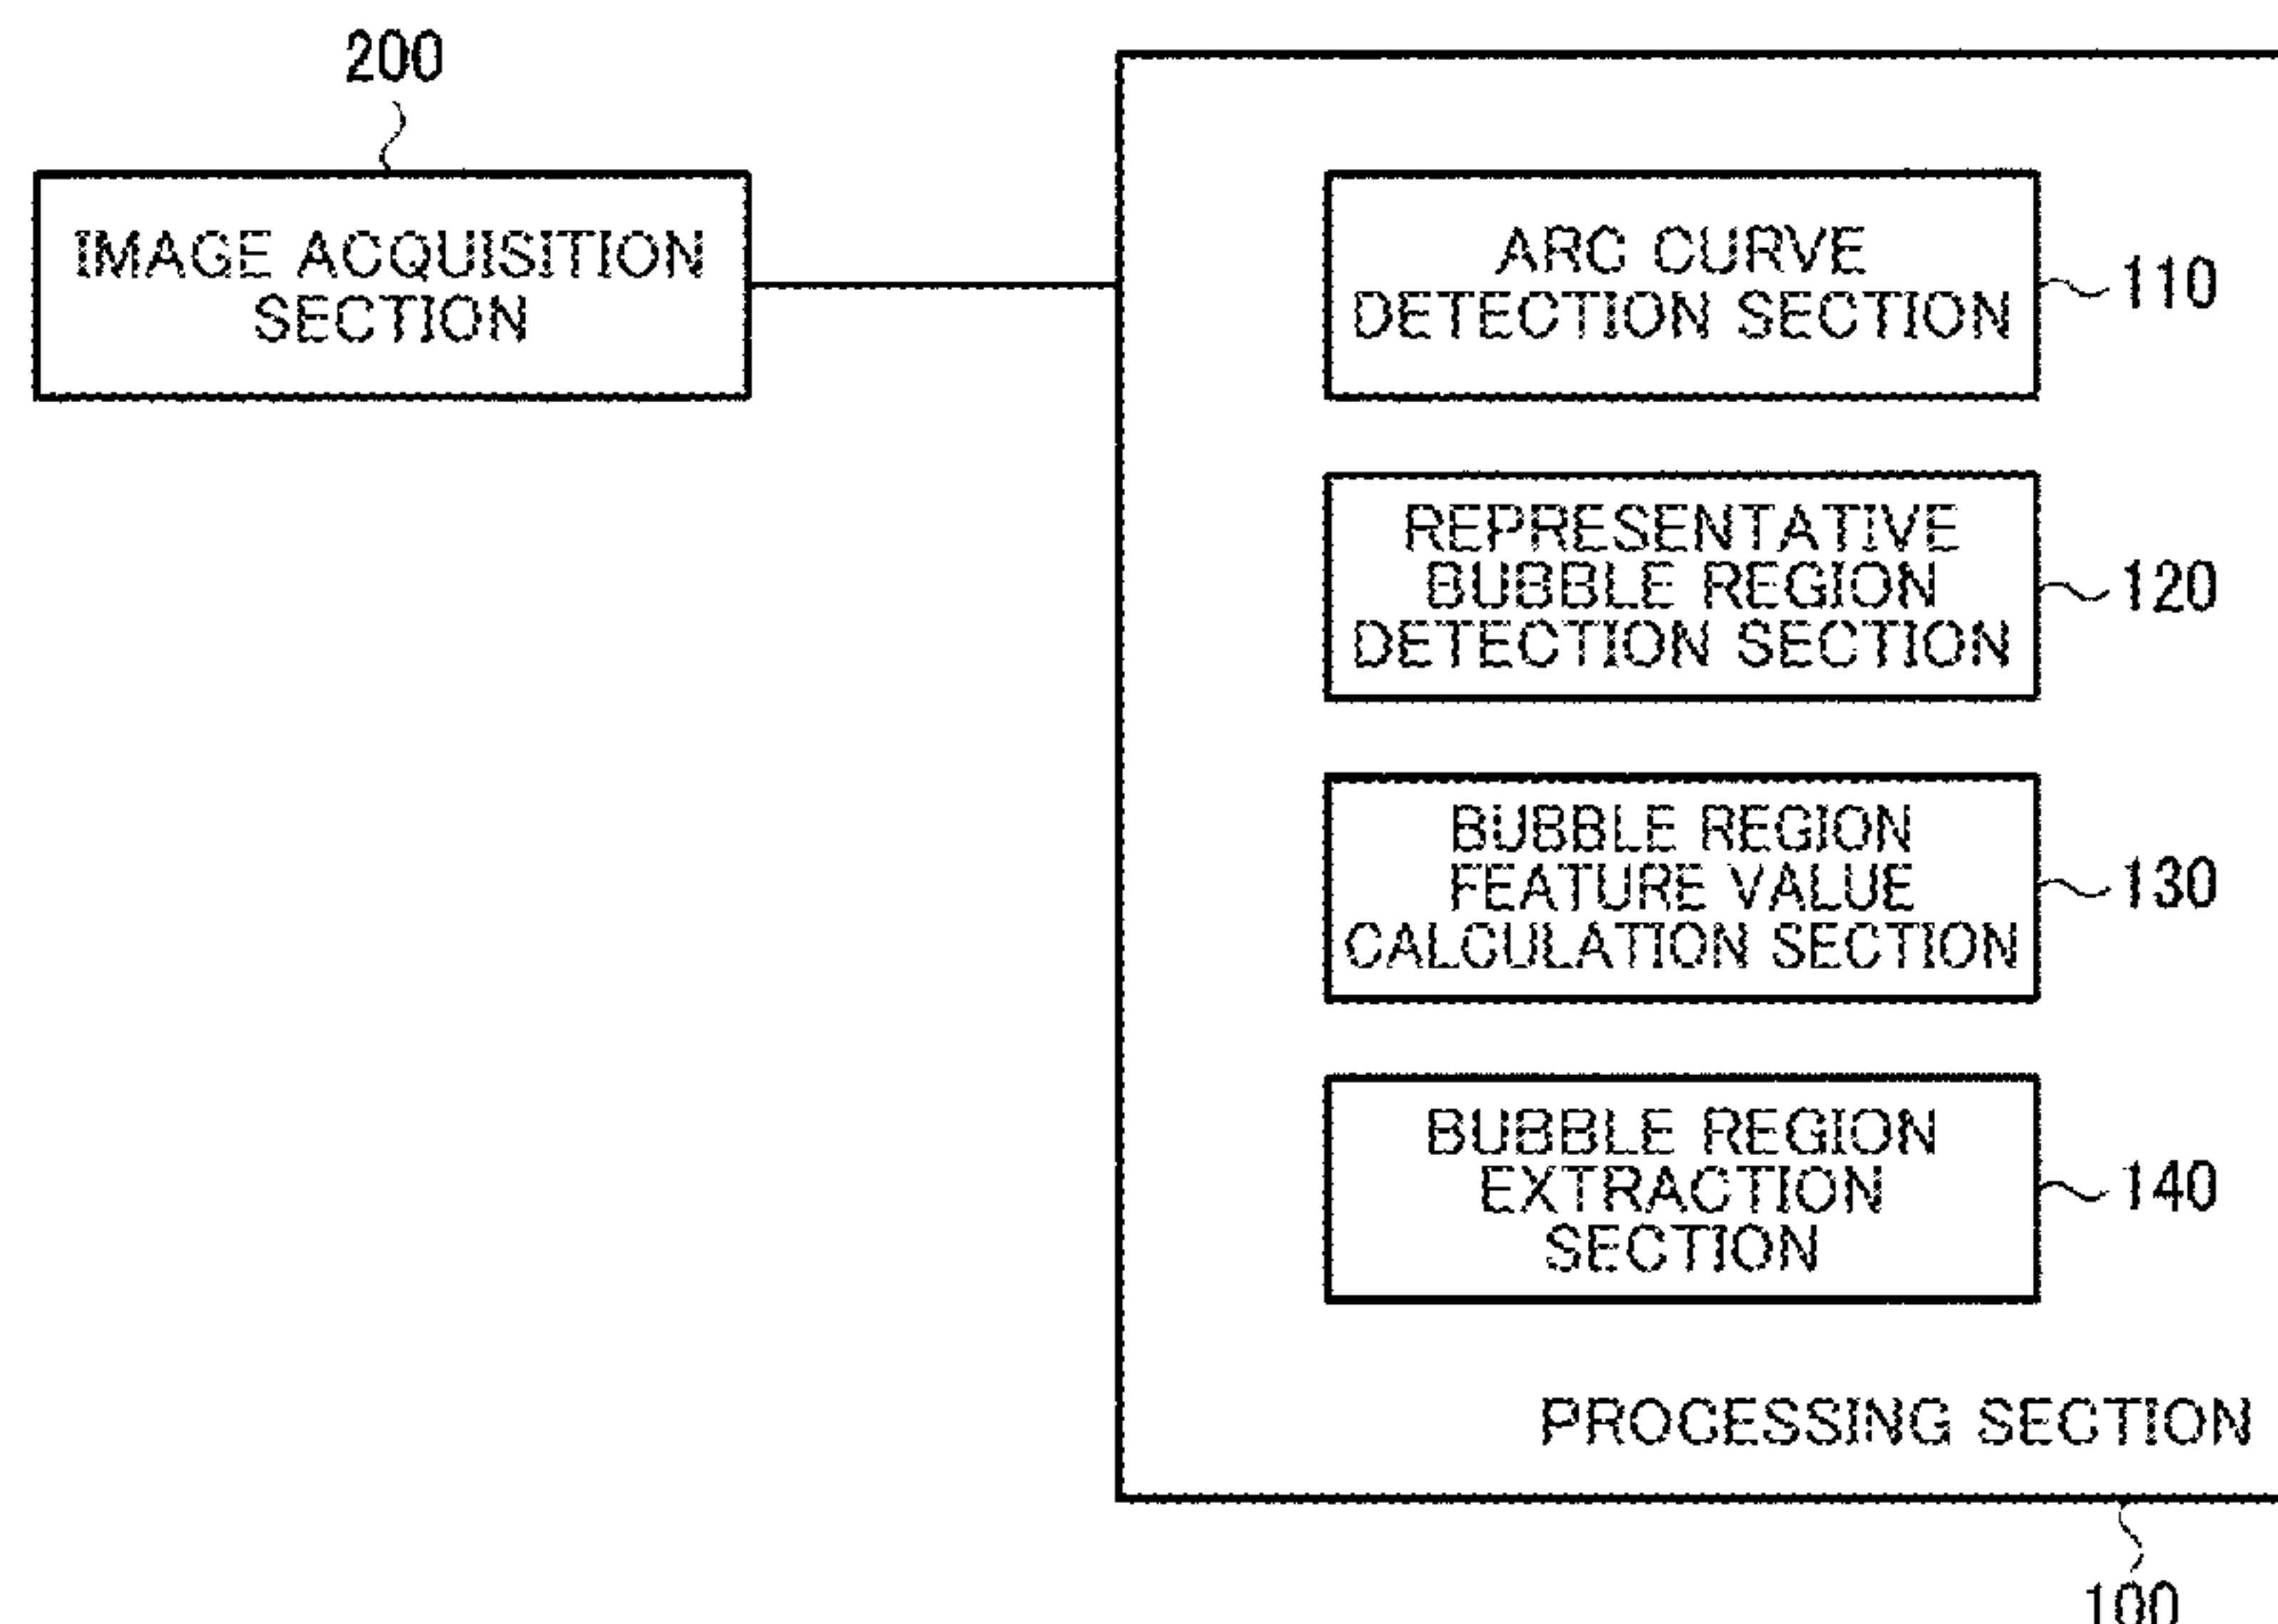 200
IMAGE ACQUISITION
SECTION
ARC CURVE
DETECTION SECTION
110
REPRESENTATIVE
BUBBLE REGION
DETECTION SECTION
120
BUBBLE REGION
FEATURE VALUE
CALCULATION SECTION
130
BUBBLE REGION
EXTRACTION
SECTION
140
PROCESSING SECTION
100